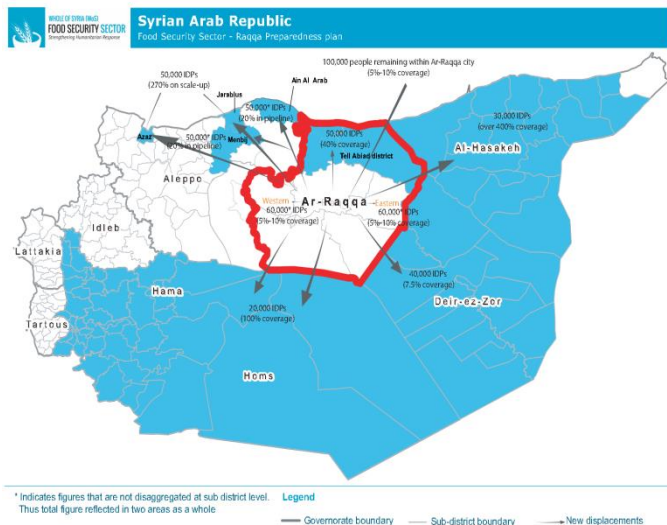 WHOLE OF SYRIA (WoS)
FOOD SECURITY SECTOR
Strengthening Humanitarian Response
Syrian Arab Republic
Food Security Sector - Raqqa Preparedness plan
100,000 people remaining within Ar-Raqqa city
(5%-10% coverage)
50,000 IDPs
(270% on scale-up)
Ain Al Arab
Jarablus
50,000* IDPs
(20% in pipeline)
30,000 IDPs
(over 400% coverage)
Azaz
50,000* IDPs
(20% in pipeline)
Menbij
50,000 IDPs
(40% coverage)
Tell Abiad district
Al-Hasakeh
Aleppo
Western
Ar-Raqqa
Eastern
60,000* IDPs
(5%-10% coverage)
60,000* IDPs
(5%-10% coverage)
Idleb
Lattakia
40,000 IDPs
(7.5% coverage)
Hama
Deir-ez-Zor
20,000 IDPs
(100% coverage)
Tartous
Homs
* Indicates figures that are not disaggregated at sub district level.
Thus total figure reflected in two areas as a whole
Legend
Governorate boundary
Sub-district boundary
New displacements